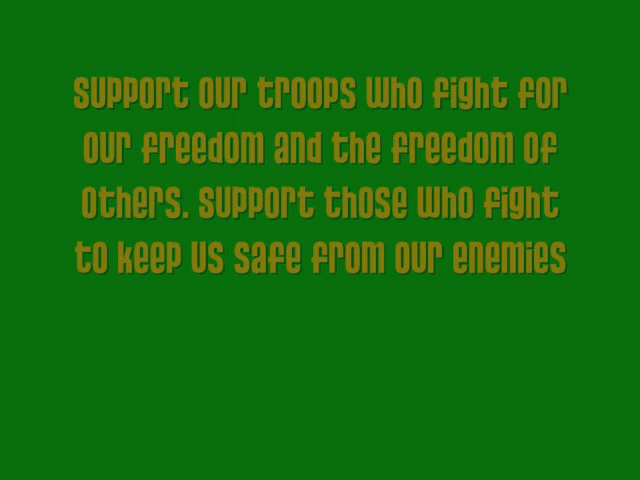 Support our troops who fight for
our freedom and the freedom of
others. Support those who fight
to keep us safe from our enemies